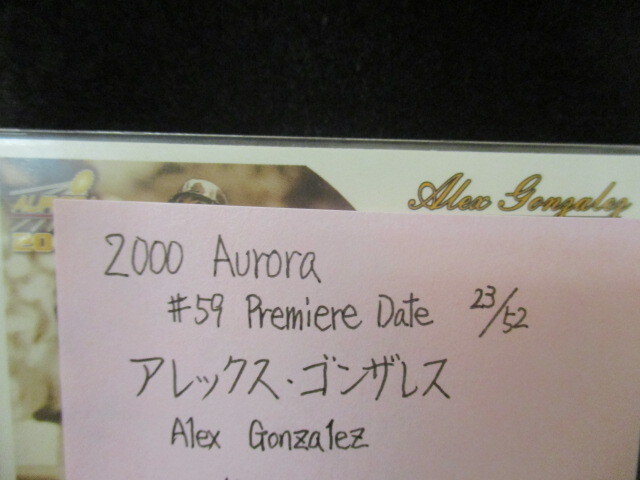 Alex Gonzalez
2000 Aurora
#59 Premiere Date 23/52
アレックス・ゴンザレス
Alex Gonzalez